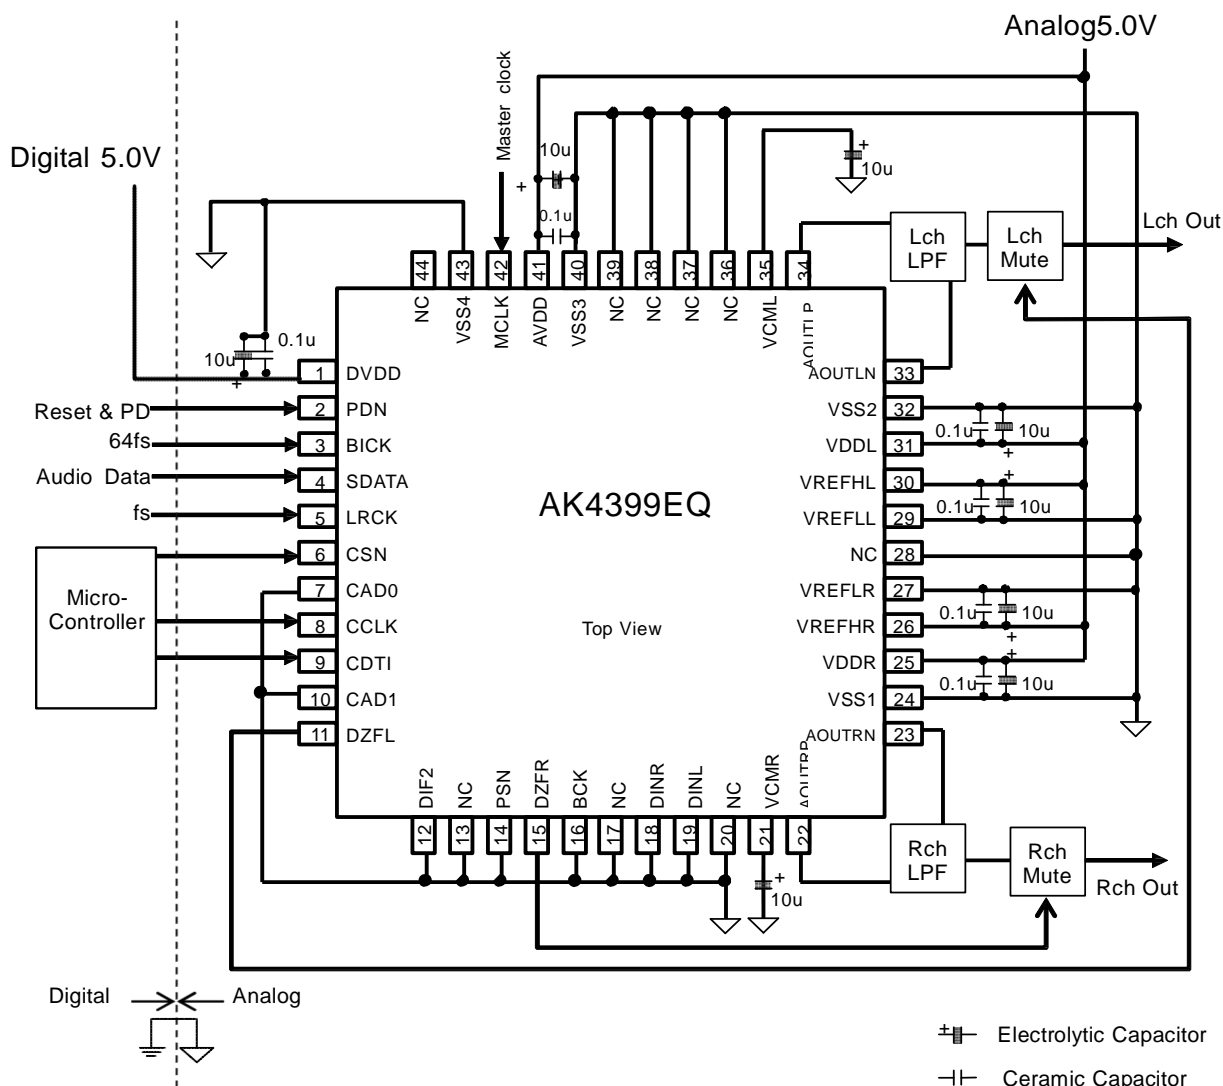 Analog5.0V
Master clock
Digital 5.0V
10u
+
0.1u
+
10u
Lch Out
Lch
LPF
Lch
Mute
44
43
42
41
40
39
38
37
36
35
34
NC
VSS4
MCLK
AVDD
VSS3
NC
NC
NC
NC
VCML
AOUTLP
10u
0.1u
+
1 DVDD
Reset & PD 2 PDN
64fs 3 BICK
Audio Data 4 SDATA
fs 5 LRCK
6 CSN
7 CAD0
8 CCLK
9 CDTI
10 CAD1
11 DZFL
Micro-
Controller
AK4399EQ
Top View
AOUTLN 33
VSS2 32
0.1u 10u
VDDL 31
+
+
VREFHL 30
0.1u 10u
VREFLL 29
NC 28
VREFLR 27
0.1u 10u
VREFHR 26
+
+
VDDR 25
0.1u 10u
VSS1 24
AOUTRN 23
DIF2
NC
PSN
DZFR
BCK
NC
DINR
DINL
NC
VCMR
AOUTRP
12
13
14
15
16
17
18
19
20
21
22
+
10u
Rch
LPF
Rch
Mute
Rch Out
Digital
Analog
+
Electrolytic Capacitor
Ceramic Capacitor